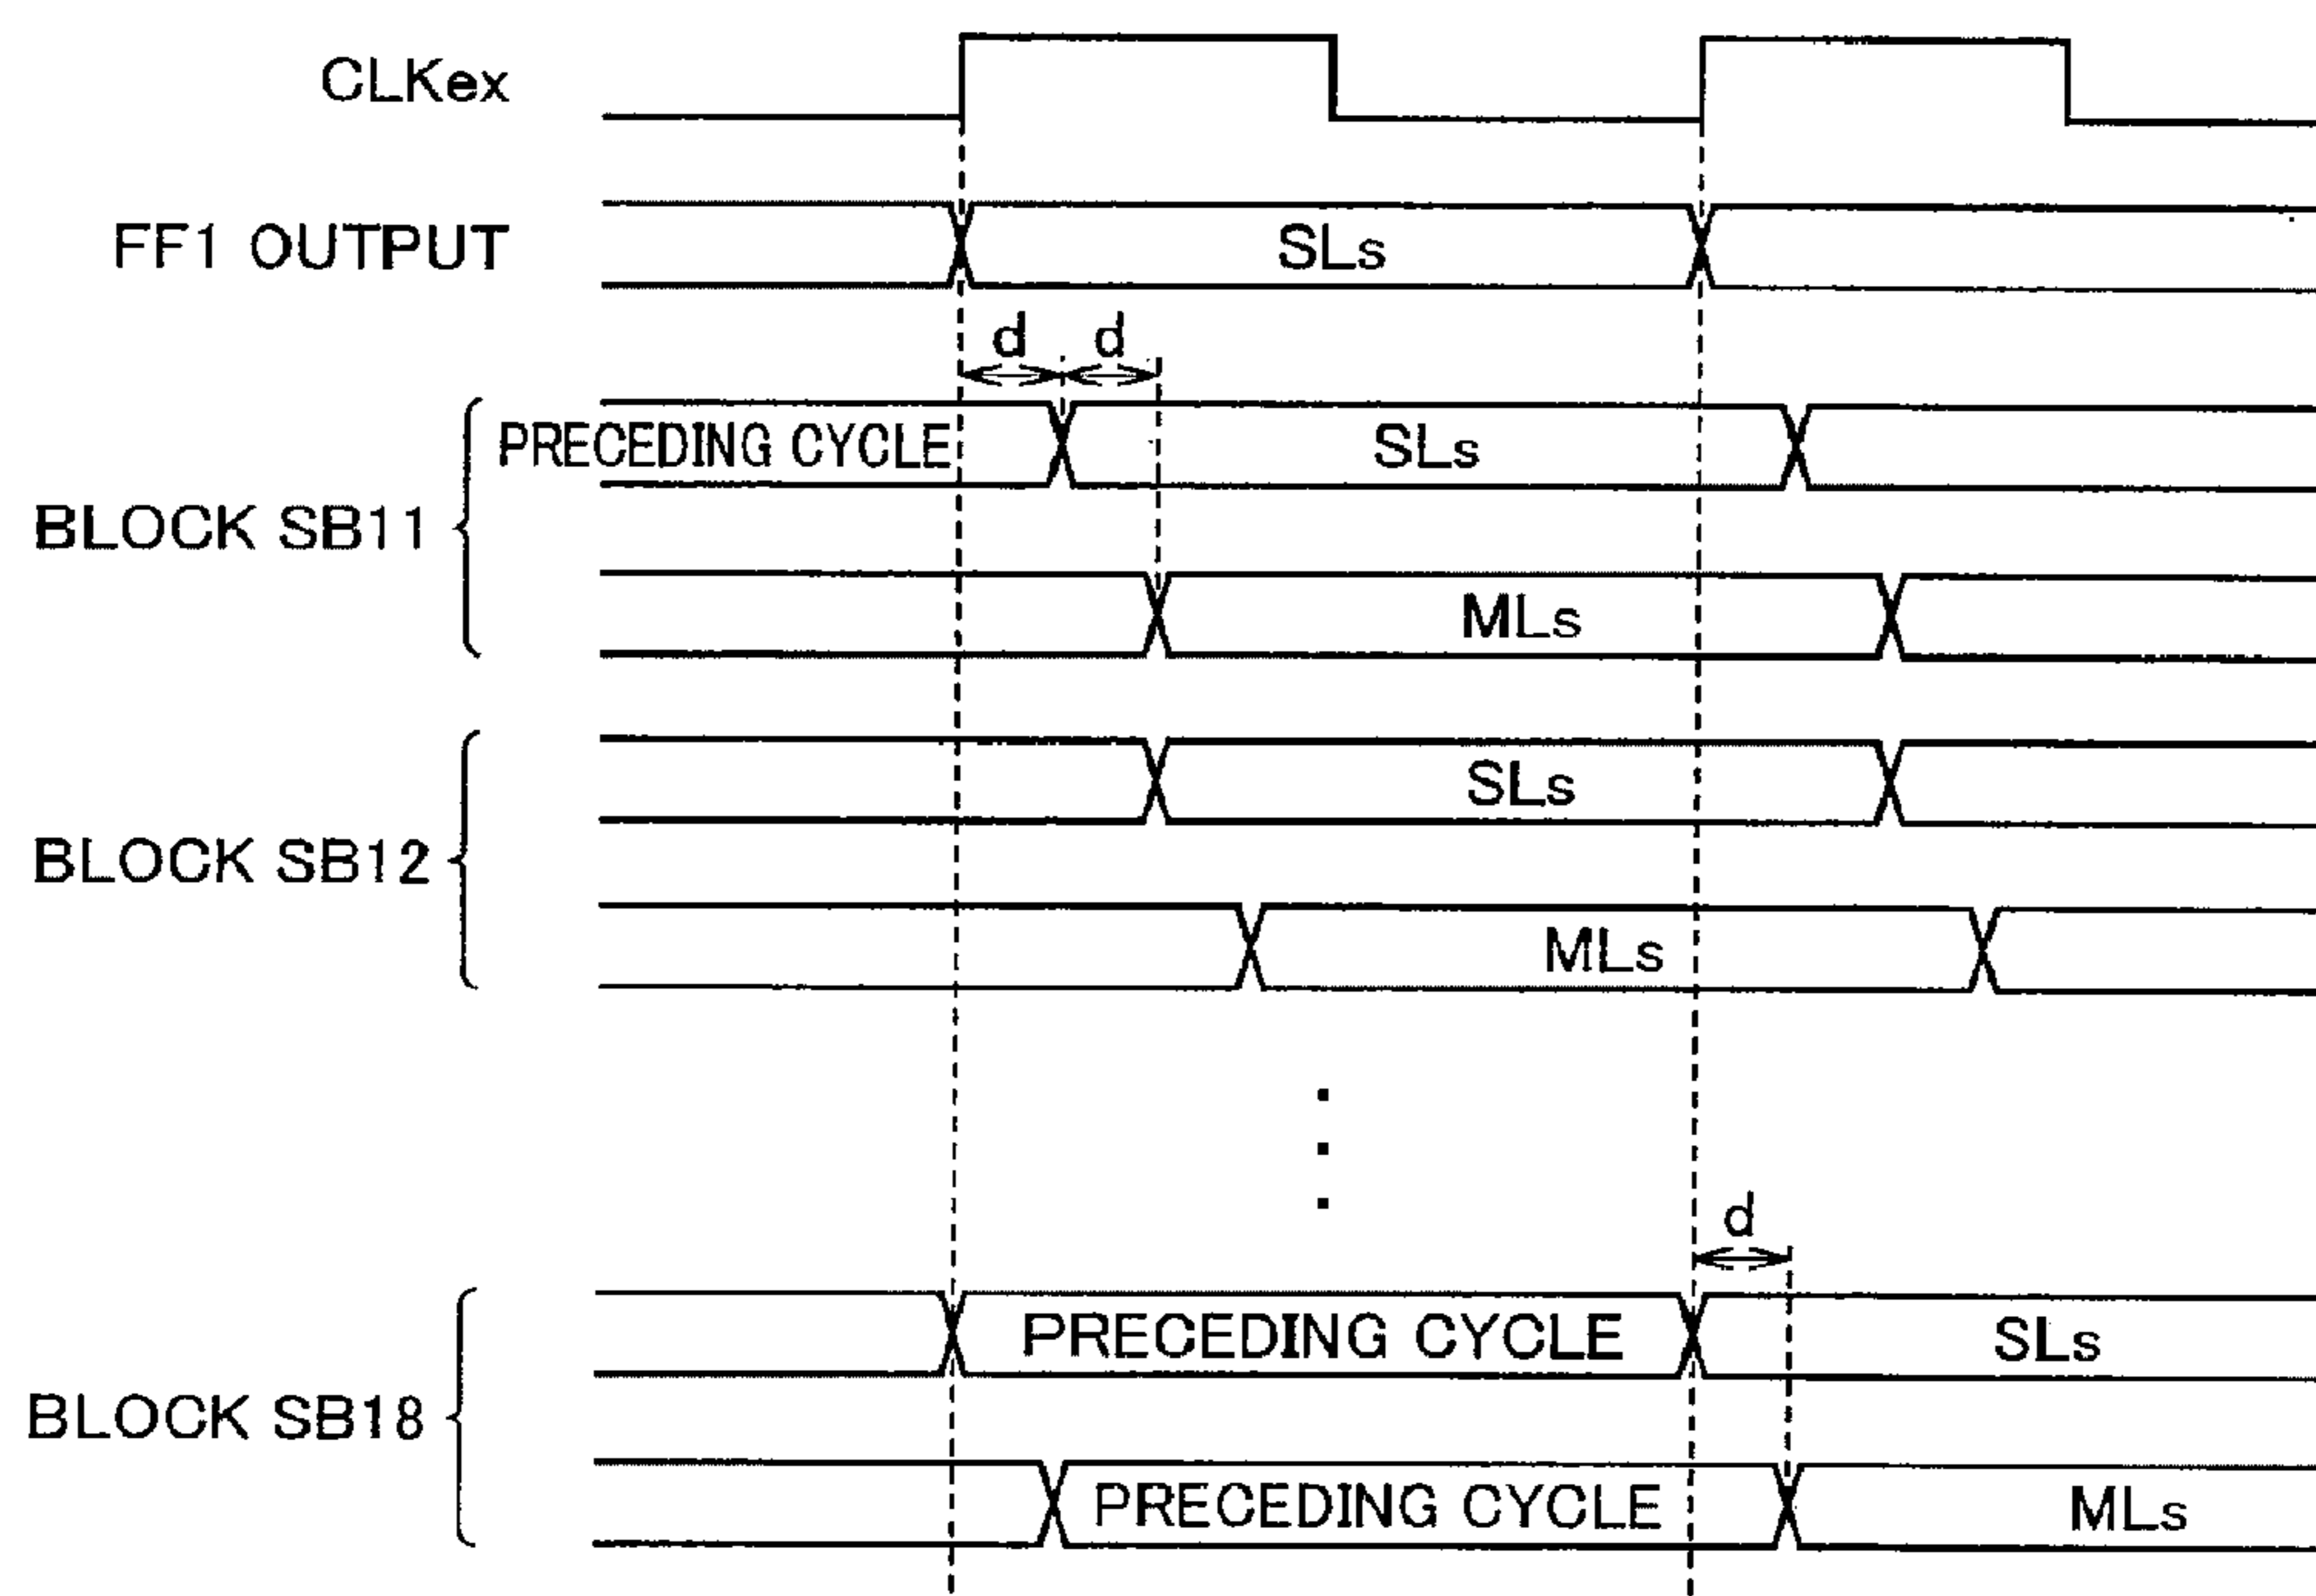 CLKex
FF1 OUTPUT
SLs
d d
PRECEDING CYCLE
SLs
BLOCK SB11
MLs
SLs
BLOCK SB12
MLs
d
PRECEDING CYCLE
SLs
BLOCK SB18
PRECEDING CYCLE
MLs